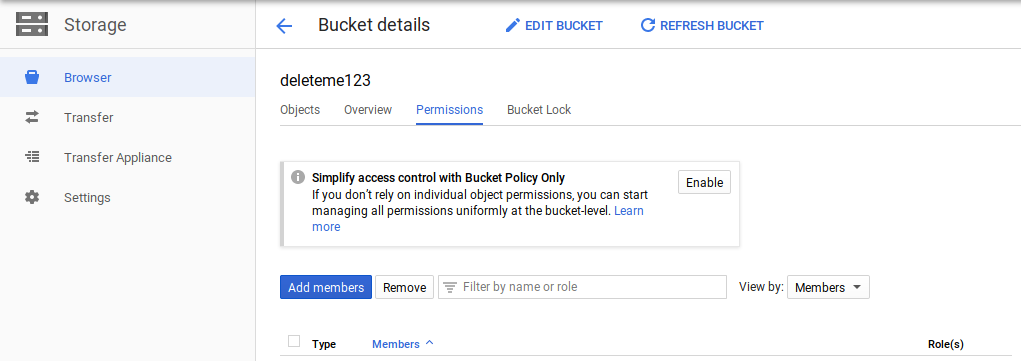 Storage
Bucket details
EDIT BUCKET
REFRESH BUCKET
Browser
Transfer
Transfer Appliance
Settings
deleteme123
Objects Overview Permissions Bucket Lock
Simplify access control with Bucket Policy Only
If you don’t rely on individual object permissions, you can start
managing all permissions uniformly at the bucket-level. Learn
more
Enable
Add members Remove Filter by name or role View by: Members
Type Members Role(s)